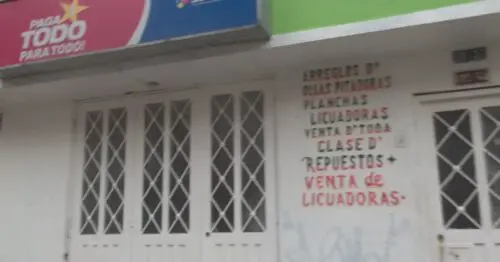 PAGA
TODO
PARA TODO!
ARREGLOS D'
OLLAS PITADORAS
PLANCHAS
LICUADORAS
VENTA D'TODA
CLASE D'
REPUESTOS +
VENTA de
LICUADORAS-